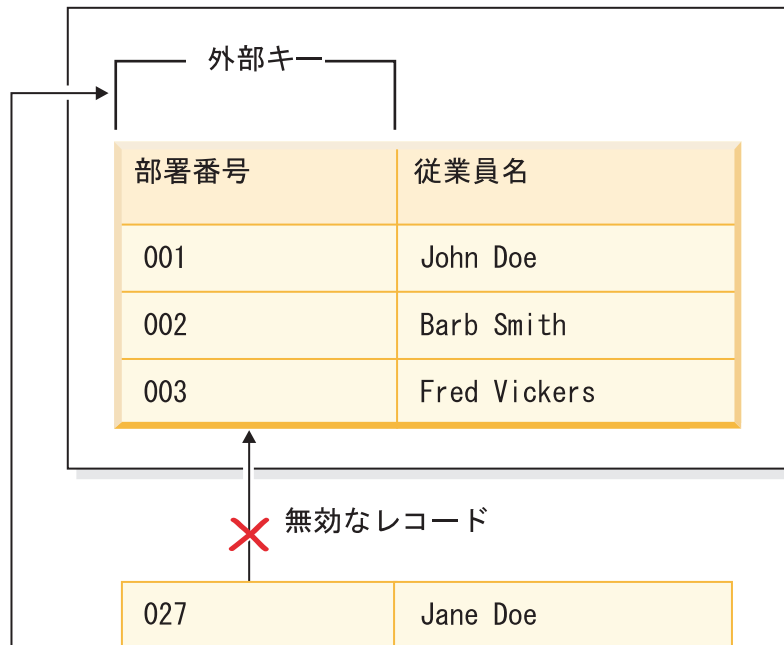 外部キー
部署番号 従業員名
001 John Doe
002 Barb Smith
003 Fred Vickers
無効なレコード
027 Jane Doe